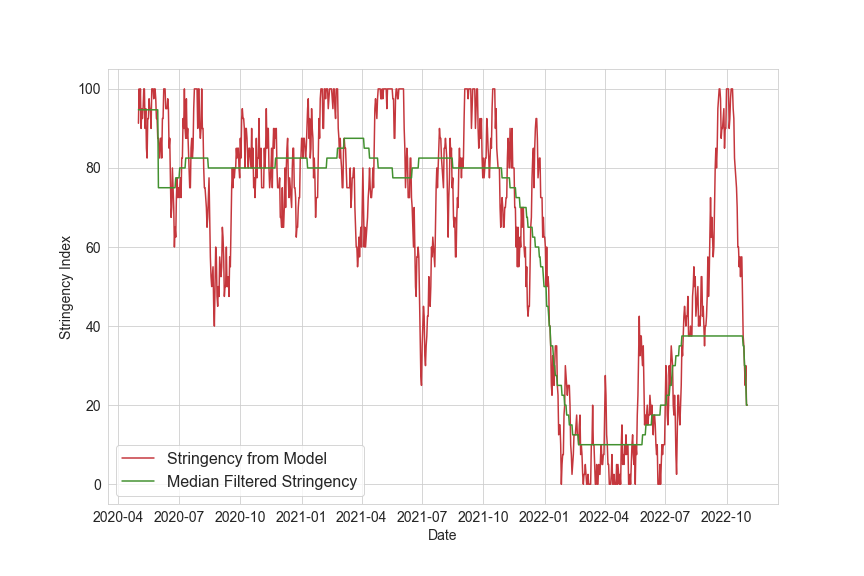 100
80
60
40
20
0
Stringency Index
Stringency from Model
Median Filtered Stringency
2020-04 2020-07 2020-10 2021-01 2021-04 2021-07 2021-10 2022-01 2022-04 2022-07 2022-10
Date